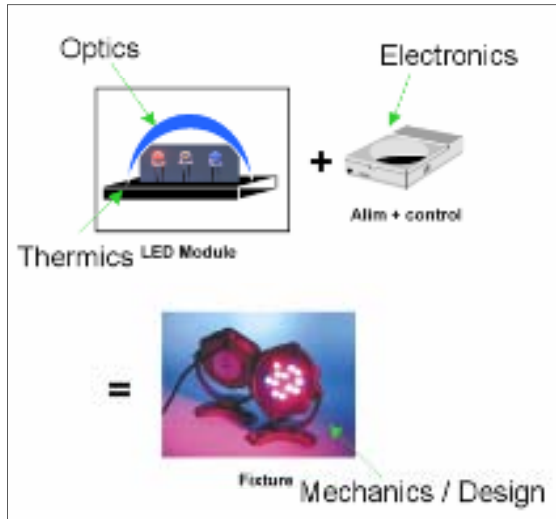 Optics
Electronics
+
Alim + control
Thermics
LED Module
=
Fixture
Mechanics / Design